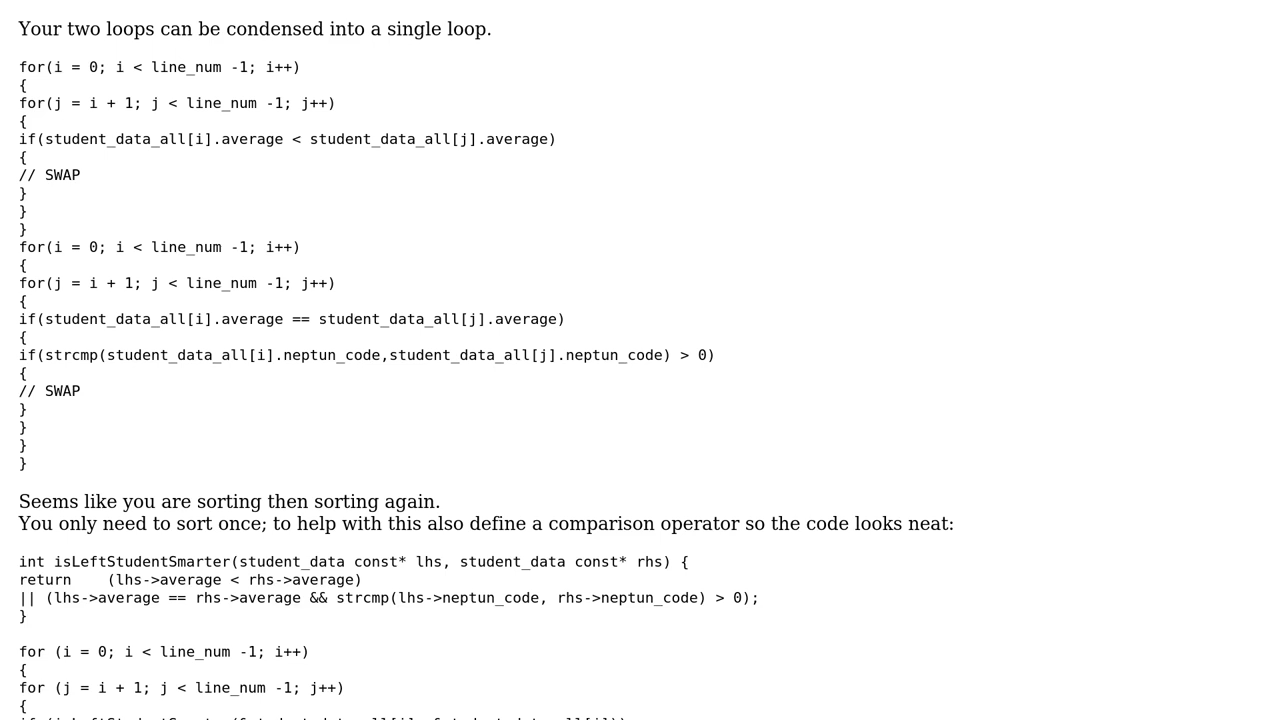 Your two loops can be condensed into a single loop.
for(i = 0; i < line_num -1; i++)
{
for(j = i + 1; j < line_num -1; j++)
{
if(student_data_all[i].average < student_data_all[j].average)
{
// SWAP
}
}
}
for(i = 0; i < line_num -1; i++)
{
for(j = i + 1; j < line_num -1; j++)
{
if(student_data_all[i].average == student_data_all[j].average)
{
if(strcmp(student_data_all[i].neptun_code,student_data_all[j].neptun_code) > 0)
{
// SWAP
}
}
}
}
Seems like you are sorting then sorting again.
You only need to sort once; to help with this also define a comparison operator so the code looks neat:
int isLeftStudentSmarter(student_data const* lhs, student_data const* rhs) {
return    (lhs->average < rhs->average)
|| (lhs->average == rhs->average && strcmp(lhs->neptun_code, rhs->neptun_code) > 0);
}
for (i = 0; i < line_num -1; i++)
{
for (j = i + 1; j < line_num -1; j++)
{